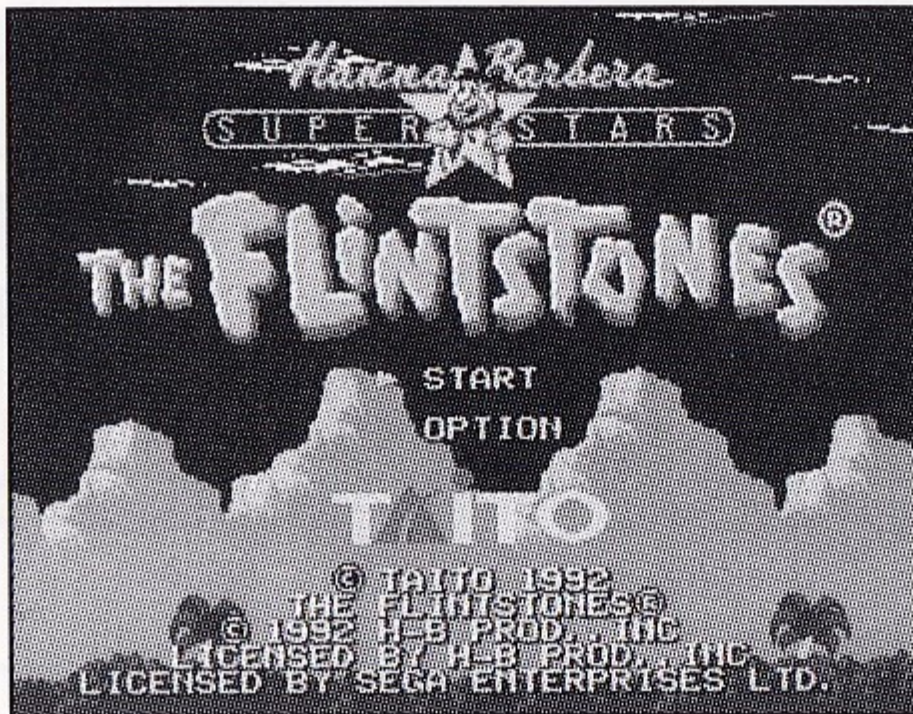 Hanna Barbera
SUPER STARS
THE FLINTSTONES®
START
OPTION
TAITO
© TAITO 1992
THE FLINTSTONES®
© 1992 H-B PROD., INC
LICENSED BY H-B PROD., INC
LICENSED BY SEGA ENTERPRISES LTD.